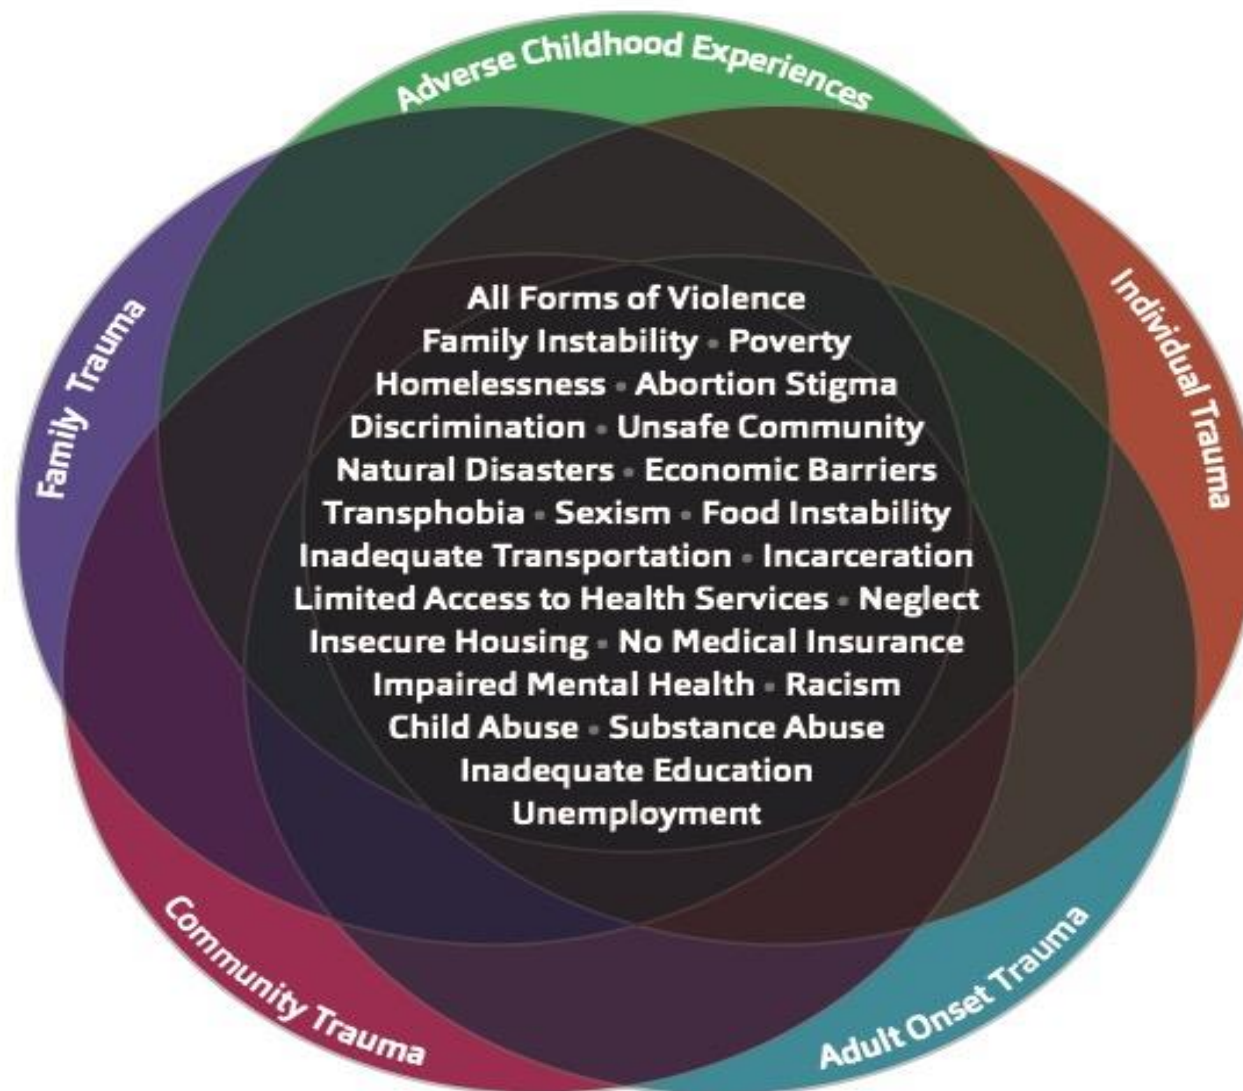 Adverse Childhood Experiences
Family Trauma
Individual Trauma
All Forms of Violence
Family Instability • Poverty
Homelessness • Abortion Stigma
Discrimination • Unsafe Community
Natural Disasters • Economic Barriers
Transphobia • Sexism • Food Instability
Inadequate Transportation • Incarceration
Limited Access to Health Services • Neglect
Insecure Housing • No Medical Insurance
Impaired Mental Health • Racism
Child Abuse • Substance Abuse
Inadequate Education
Unemployment
Community Trauma
Adult Onset Trauma